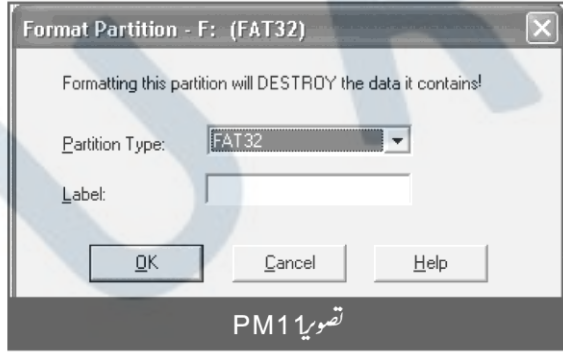 Format Partition - F: (FAT32)
Formatting this partition will DESTROY the data it contains!
Partition Type: FAT32
Label:
OK Cancel Help
تصویر PM11